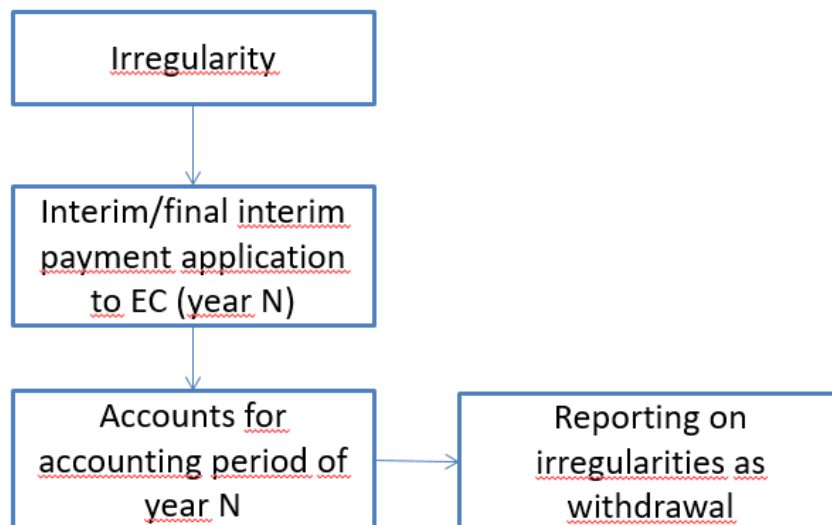 Irregularity
Interim/final interim
payment application
to EC (year N)
Accounts for
accounting period of
year N
Reporting on
irregularities as
withdrawal